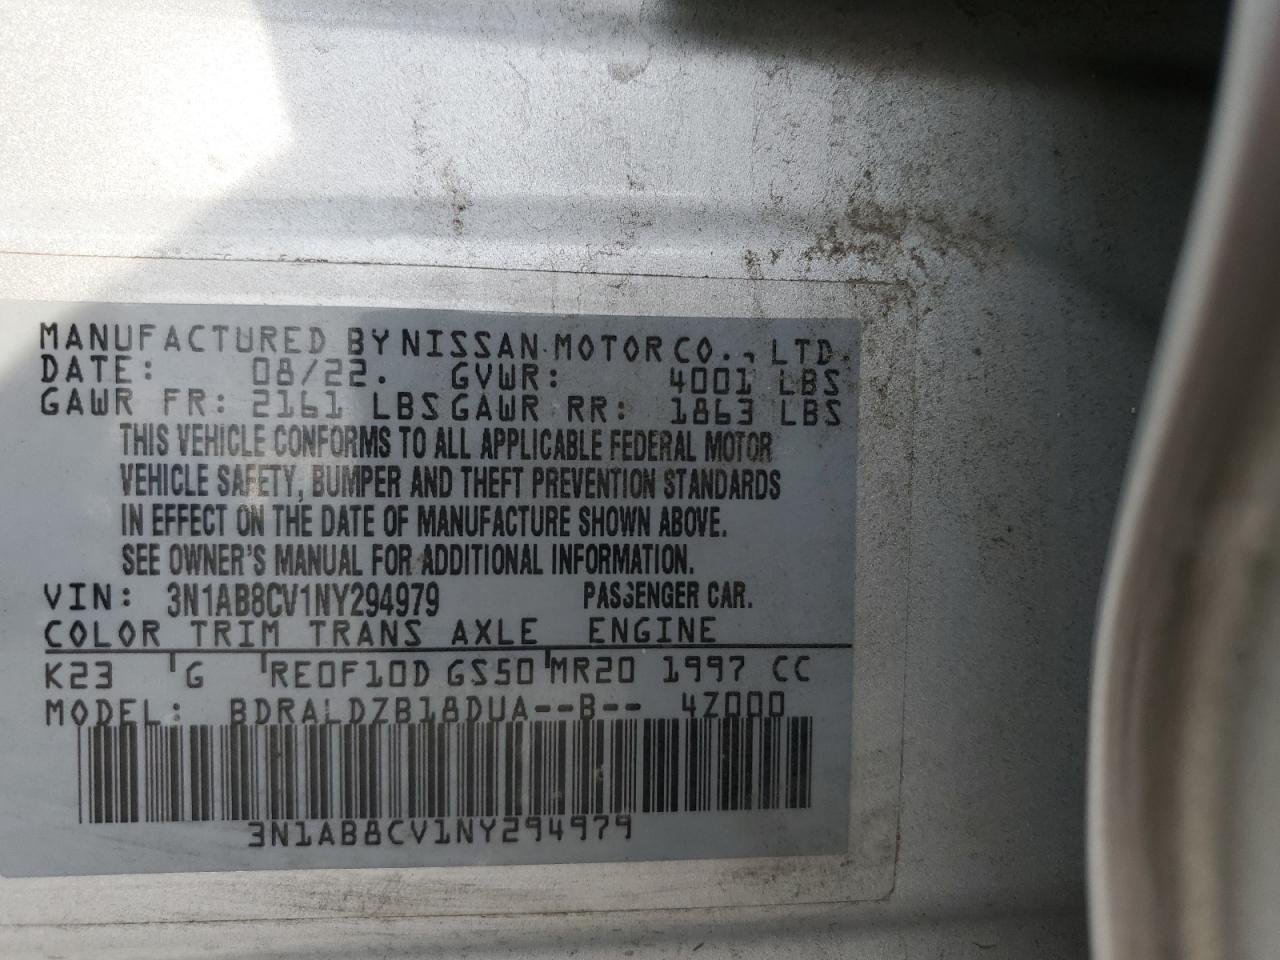 MANUFACTURED BY NISSAN MOTOR CO., LTD.
DATE: 08/22. GVWR: 4001 LBS
GAWR FR: 2161 LBS GAWR RR: 1863 LBS
THIS VEHICLE CONFORMS TO ALL APPLICABLE FEDERAL MOTOR
VEHICLE SAFETY, BUMPER AND THEFT PREVENTION STANDARDS
IN EFFECT ON THE DATE OF MANUFACTURE SHOWN ABOVE.
SEE OWNER'S MANUAL FOR ADDITIONAL INFORMATION.
VIN: 3N1AB8CV1NY294979 PASSENGER CAR.
COLOR TRIM TRANS AXLE ENGINE
K23 G RE0F10D GS50 MR20 1997 CC
MODEL: BDRALDZB18DUA--B-- 4Z000
3N1AB8CV1NY294979